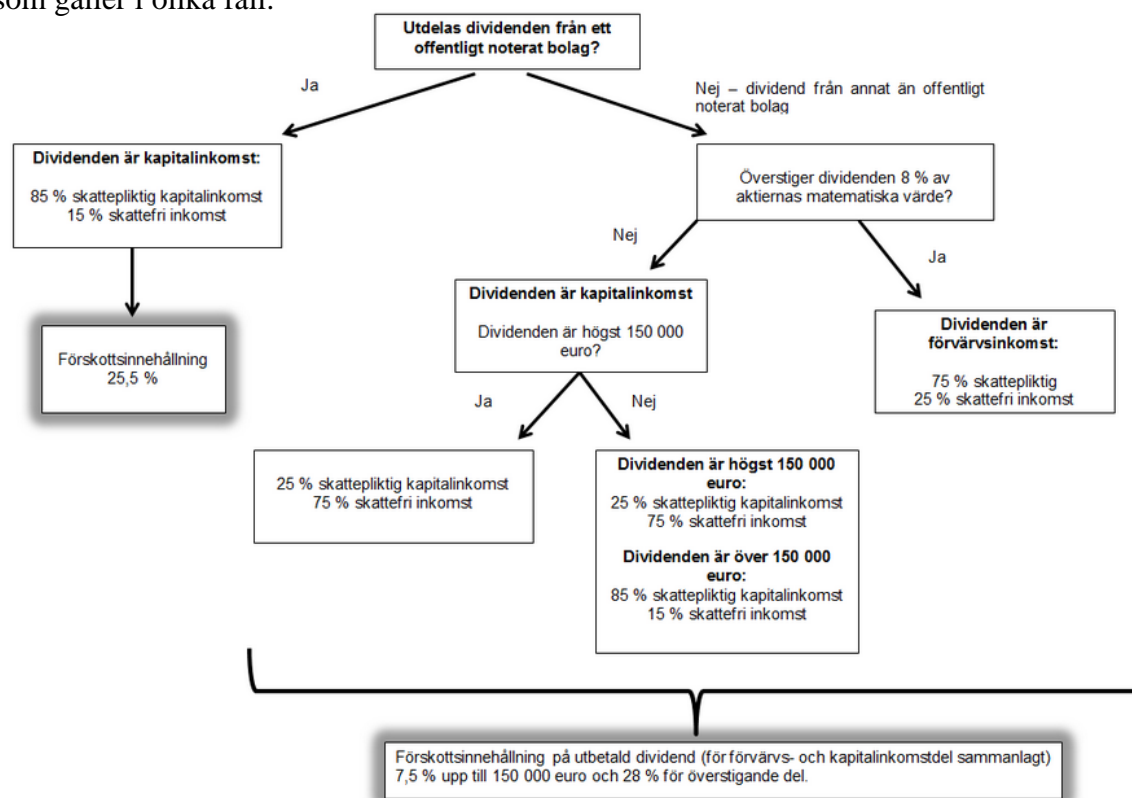 som gäller i olika fall.
Utdelas dividenden från ett
offentligt noterat bolag?
Ja
Nej – dividend från annat än offentligt
noterat bolag
Dividenden är kapitalinkomst:
85 % skattepliktig kapitalinkomst
15 % skattefri inkomst
Överstiger dividenden 8 % av
aktiernas matematiska värde?
Nej
Ja
Förskottsinnehållning
25,5 %
Dividenden är kapitalinkomst
Dividenden är högst 150 000
euro?
Dividenden är
förvärvsinkomst:
75 % skattepliktig
25 % skattefri inkomst
Ja
Nej
25 % skattepliktig kapitalinkomst
75 % skattefri inkomst
Dividenden är högst 150 000
euro:
25 % skattepliktig kapitalinkomst
75 % skattefri inkomst
Dividenden är över 150 000
euro:
85 % skattepliktig kapitalinkomst
15 % skattefri inkomst
Förskottsinnehållning på utbetald dividend (för förvärvs- och kapitalinkomstdel sammanlagt)
7,5 % upp till 150 000 euro och 28 % för överstigande del.